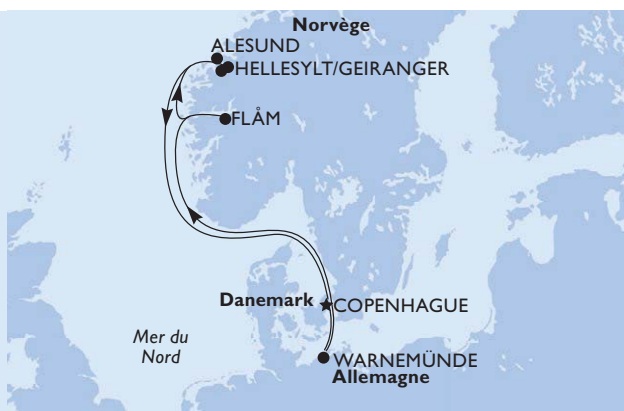 Norvège
ALESUND
HELLESYLT/GEIRANGER
FLÅM
Danemark
COPENHAGUE
Mer du
Nord
WARNEMÜNDE
Allemagne